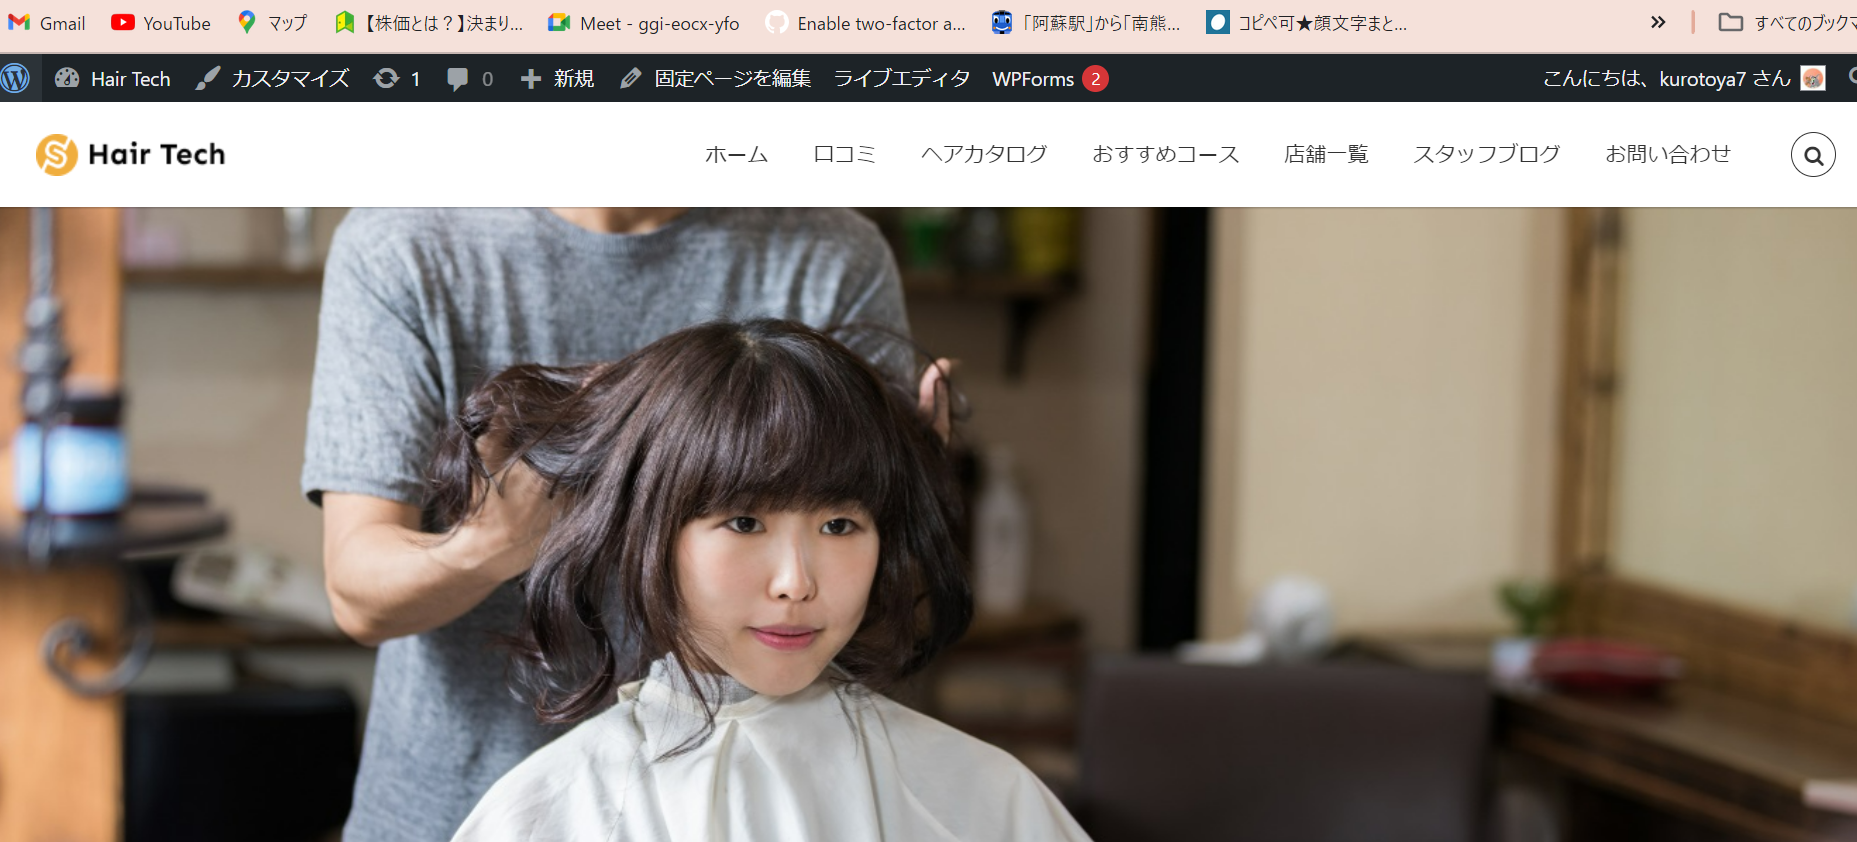 Gmail YouTube マップ 【株価とは？】決まり... Meet - ggi-eocx-yfo Enable two-factor a... 「阿蘇駅」から「南熊... コピペ可★顔文字まと... » すべてのブックマ
Hair Tech カスタマイズ 1 0 新規 固定ページを編集 ライブエディタ WPForms 2 こんにちは、kurotoya7 さん
S Hair Tech ホーム 口コミ ヘアカタログ おすすめコース 店舗一覧 スタッフブログ お問い合わせ